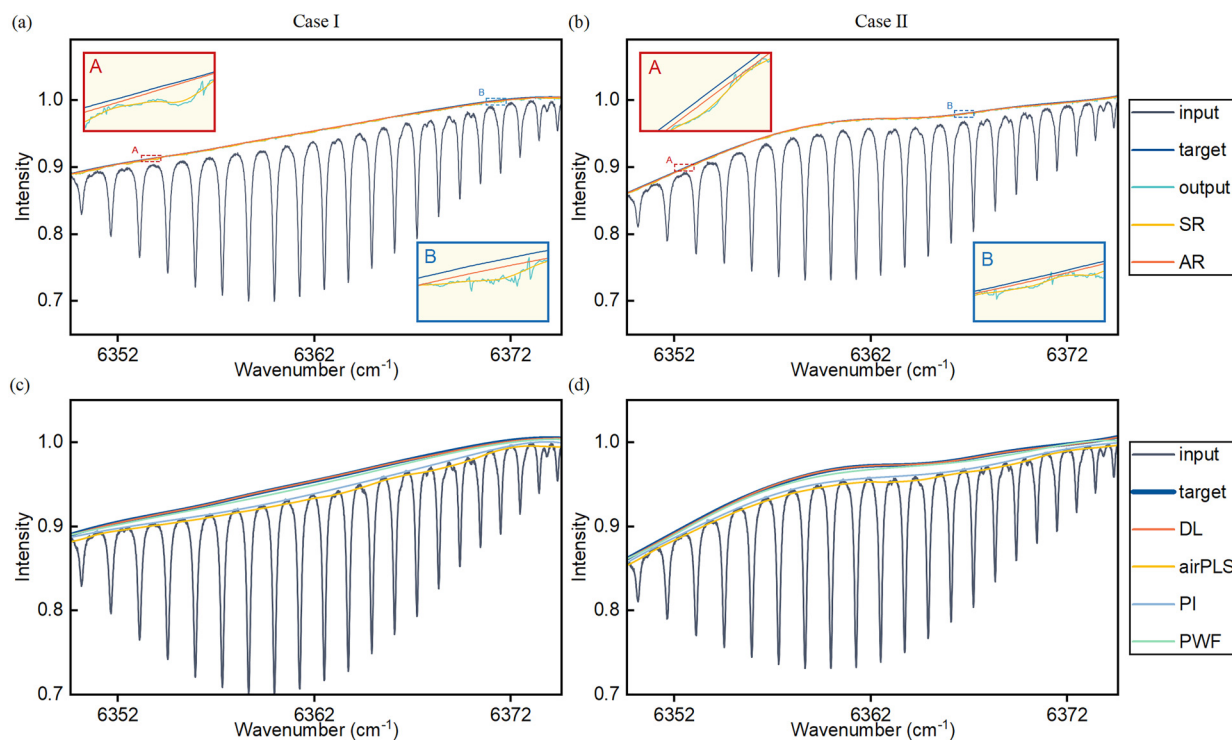 (a) Case I
A
B
A
B
1.0
0.9
0.8
0.7
Intensity
6352 6362 6372
Wavenumber (cm⁻¹)
(b) Case II
A
B
A
B
1.0
0.9
0.8
0.7
Intensity
6352 6362 6372
Wavenumber (cm⁻¹)
input
target
output
SR
AR
(c)
1.0
0.9
0.8
0.7
Intensity
6352 6362 6372
Wavenumber (cm⁻¹)
(d)
1.0
0.9
0.8
0.7
Intensity
6352 6362 6372
Wavenumber (cm⁻¹)
input
target
DL
airPLS
PI
PWF